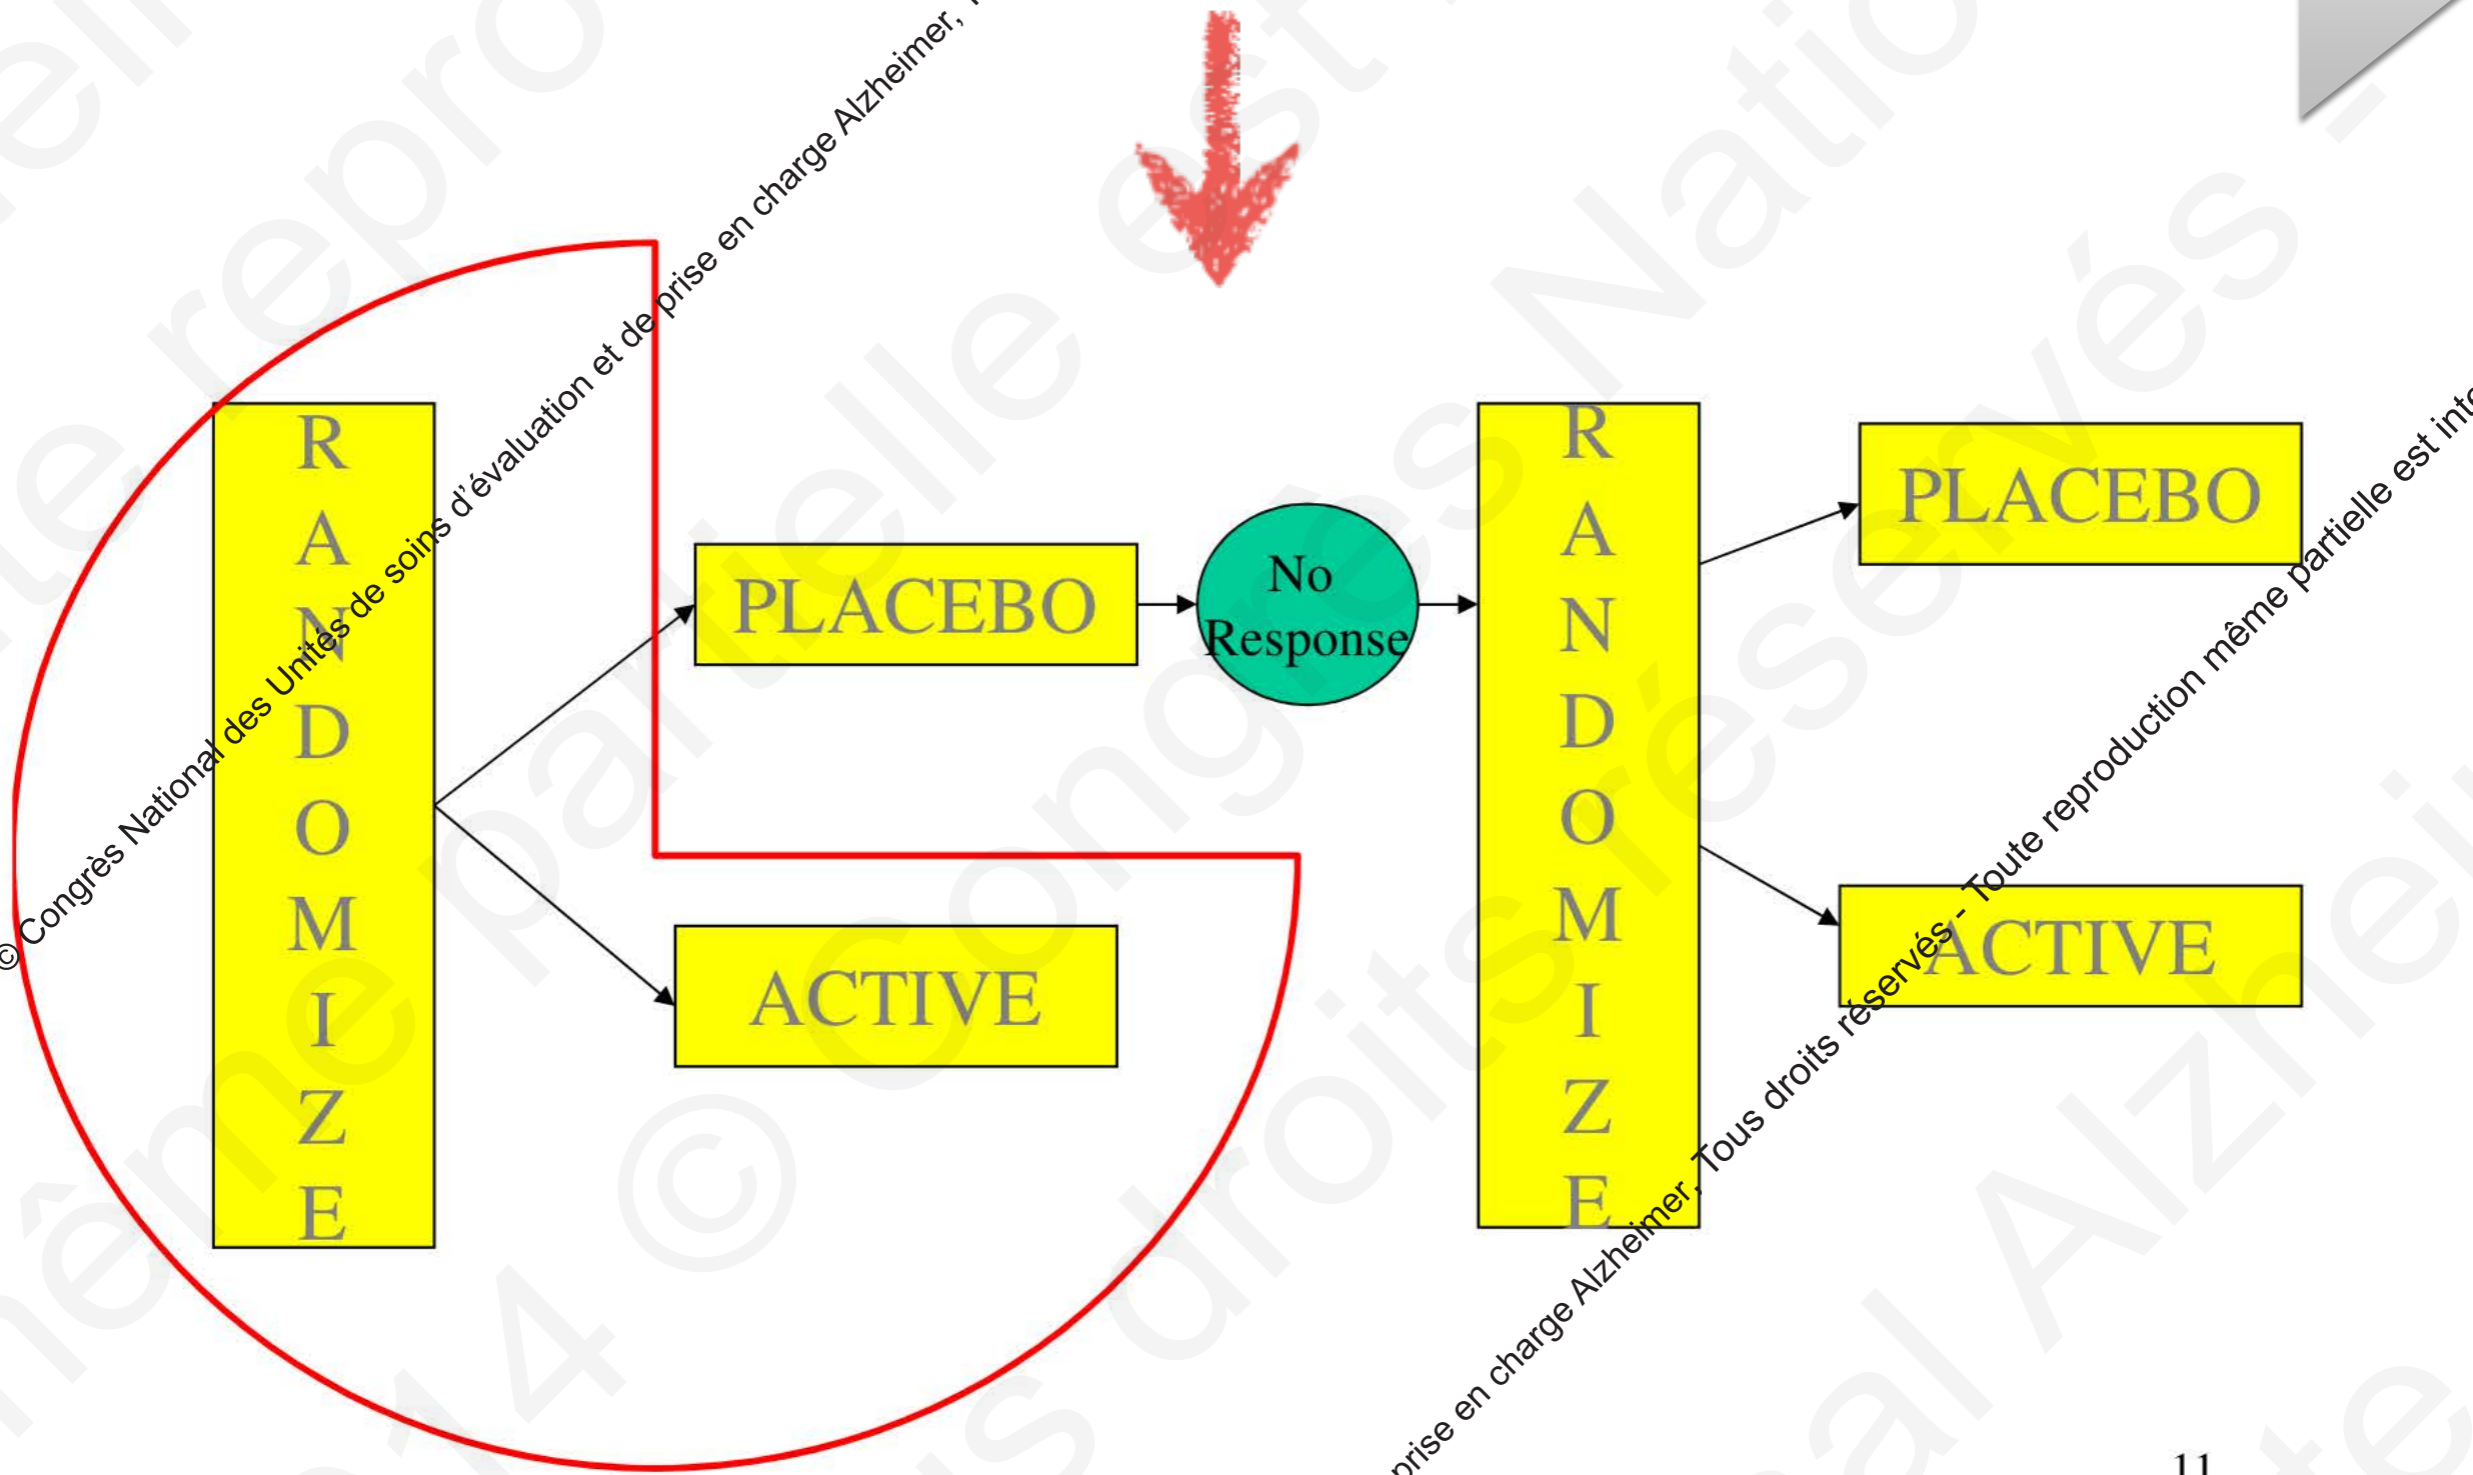 © Congrès National des Unités de soins d'évaluation et de prise en charge Alzheimer,
RANDOMIZE
PLACEBO
ACTIVE
No
Response
RANDOMIZE
PLACEBO
ACTIVE
prise en charge Alzheimer, Tous droits réservés - Toute reproduction même partielle est
11